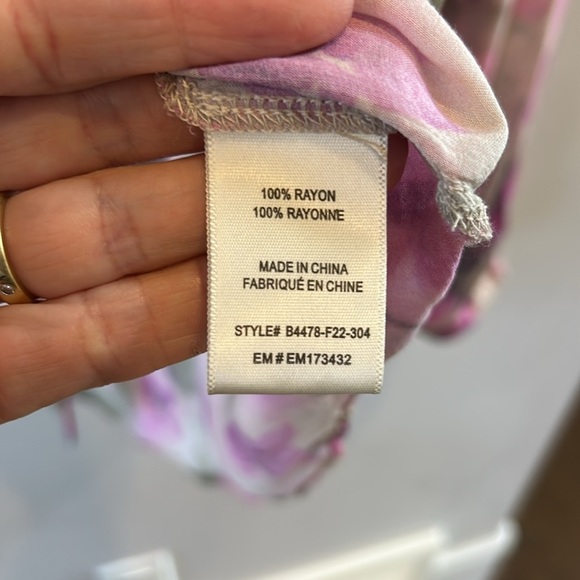 100% RAYON
100% RAYONNE
MADE IN CHINA
FABRIQUÉ EN CHINE
STYLE# B4478-F22-304
EM # EM173432